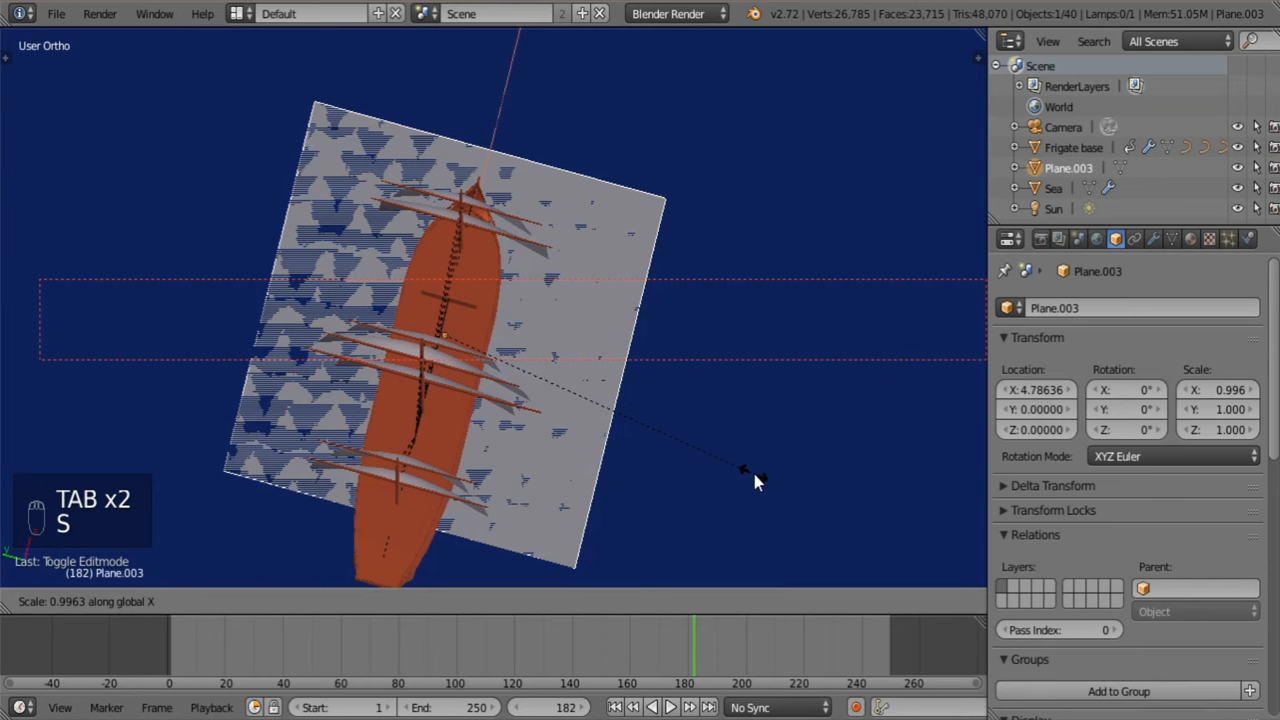 File Render Window Help Default Scene 2 Blender Render v2.72 | Verts:26,785 | Faces:23,715 | Tris:48,070 | Objects:1/40 | Lamps:0/1 | Mem:51.05M | Plane.003
User Ortho
View Search All Scenes
Scene
RenderLayers
World
Camera
Frigate base
Plane.003
Sea
Sun
Plane.003
Plane.003
Transform
Location: Rotation: Scale:
X: 4.78636 X: 0° X: 0.996
Y: 0.00000 Y: 0° Y: 1.000
Z: 0.00000 Z: 0° Z: 1.000
Rotation Mode: XYZ Euler
Delta Transform
Transform Locks
Relations
Layers: Parent:
Object
Pass Index: 0
Groups
Add to Group
TAB x2
S
Last: Toggle Editmode
(182) Plane.003
y
Scale: 0.9963 along global X
-40 -20 0 20 40 60 80 100 120 140 160 180 200 220 240 260
View Marker Frame Playback Start: 1 End: 250 182 No Sync